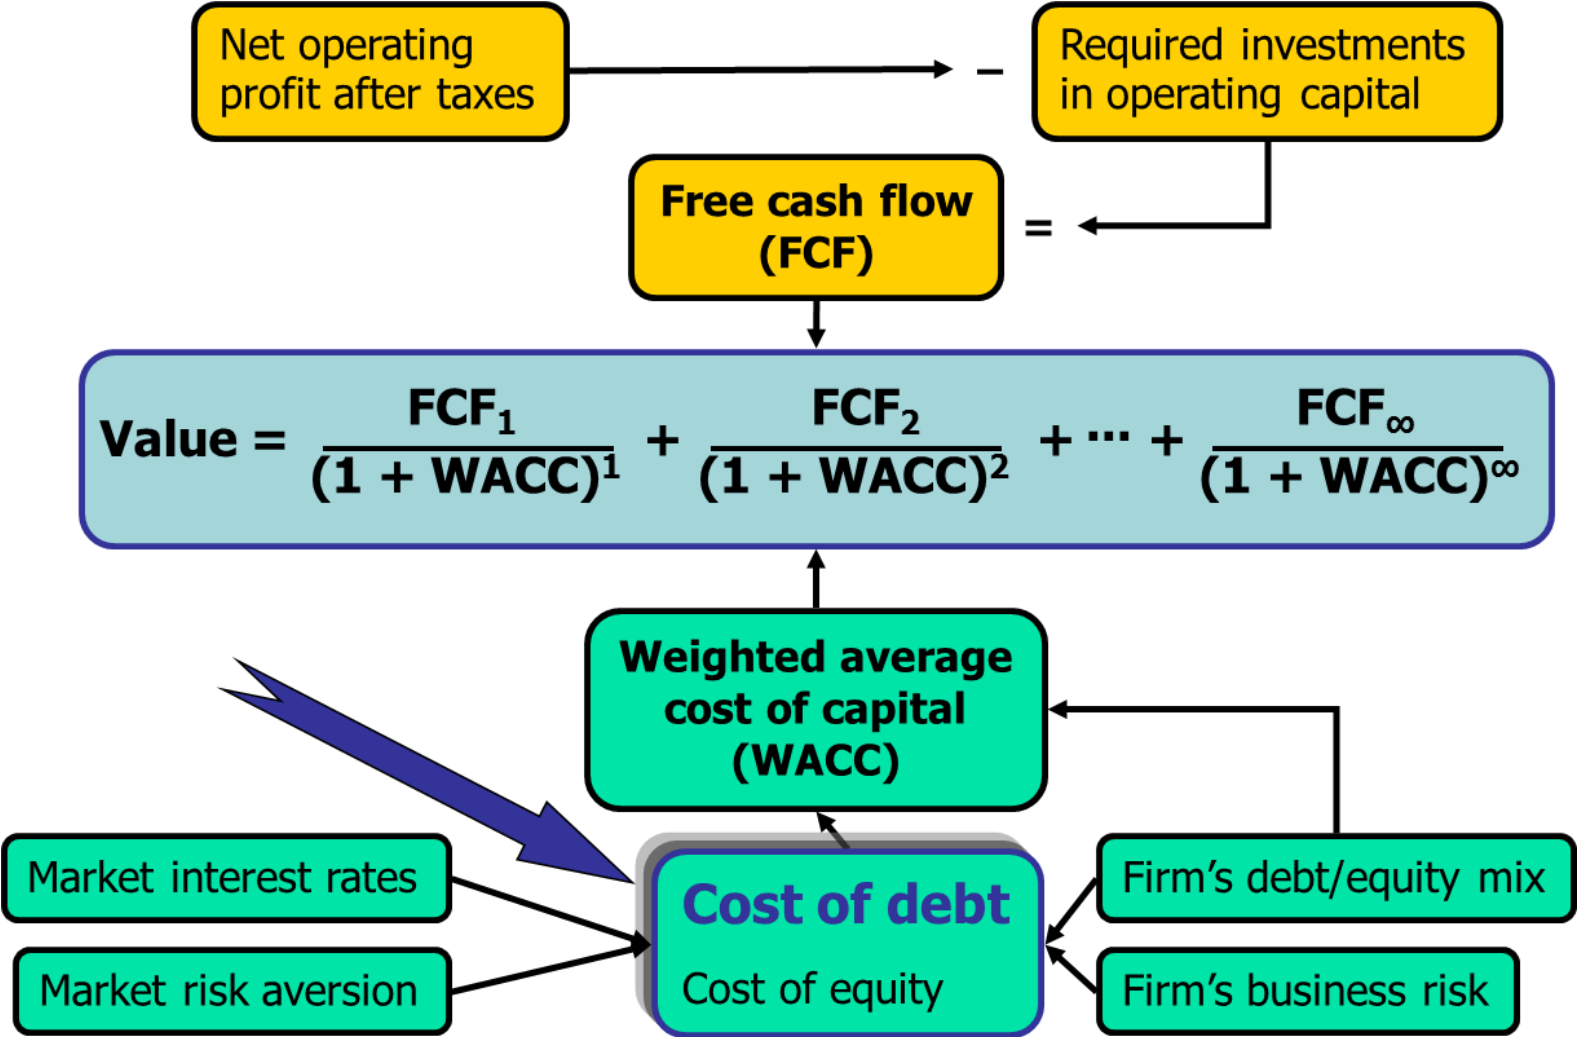 Net operating
profit after taxes
–
Required investments
in operating capital
Free cash flow
(FCF)
=
Value = FCF₁ / (1 + WACC)¹ + FCF₂ / (1 + WACC)² + ··· + FCF∞ / (1 + WACC)^∞
Weighted average
cost of capital
(WACC)
Market interest rates
Market risk aversion
Cost of debt
Cost of equity
Firm’s debt/equity mix
Firm’s business risk